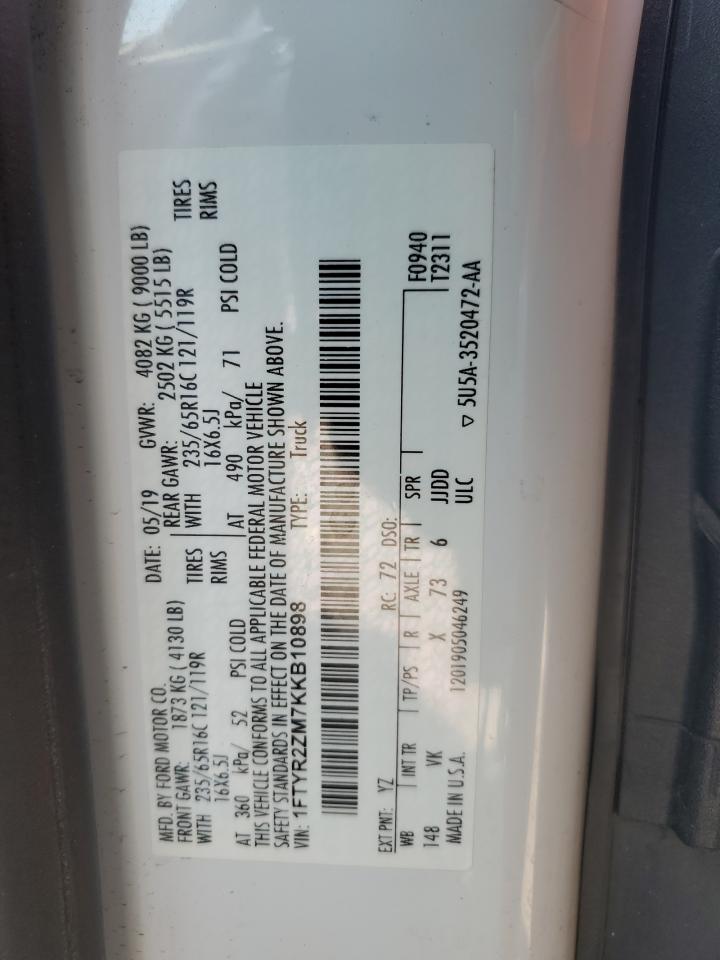 MFD. BY FORD MOTOR CO.
DATE: 05/19 GVWR: 4082 KG ( 9000 LB)
FRONT GAWR: 1873 KG ( 4130 LB)
REAR GAWR: 2502 KG ( 5515 LB)
WITH 235/65R16C 121/119R TIRES
WITH 235/65R16C 121/119R TIRES
16X6.5J RIMS
16X6.5J RIMS
AT 360 kPa/ 52 PSI COLD
AT 490 kPa/ 71 PSI COLD
THIS VEHICLE CONFORMS TO ALL APPLICABLE FEDERAL MOTOR VEHICLE
SAFETY STANDARDS IN EFFECT ON THE DATE OF MANUFACTURE SHOWN ABOVE.
VIN: 1FTYR2ZM7KKB10898 TYPE: Truck
EXT PNT: YZ RC: 72 DSO:
WB INT TR TP/PS R AXLE TR SPR F0940
148 VK X 73 6 JJDD T2311
MADE IN U.S.A. 1201905046249 ULC ▽ 5U5A-3520472-AA